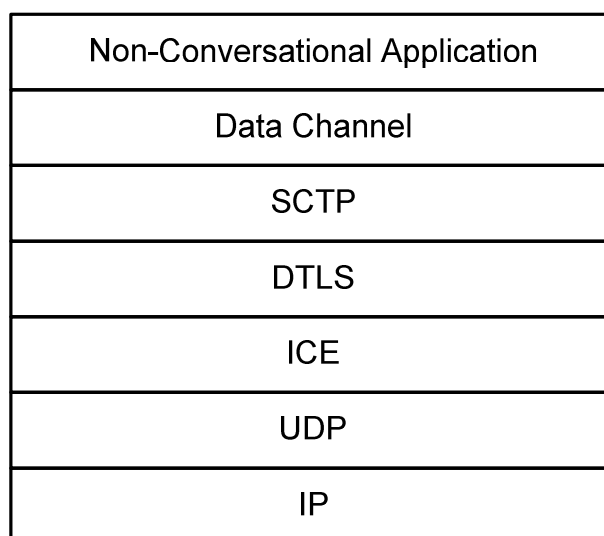 Non-Conversational Application
Data Channel
SCTP
DTLS
ICE
UDP
IP